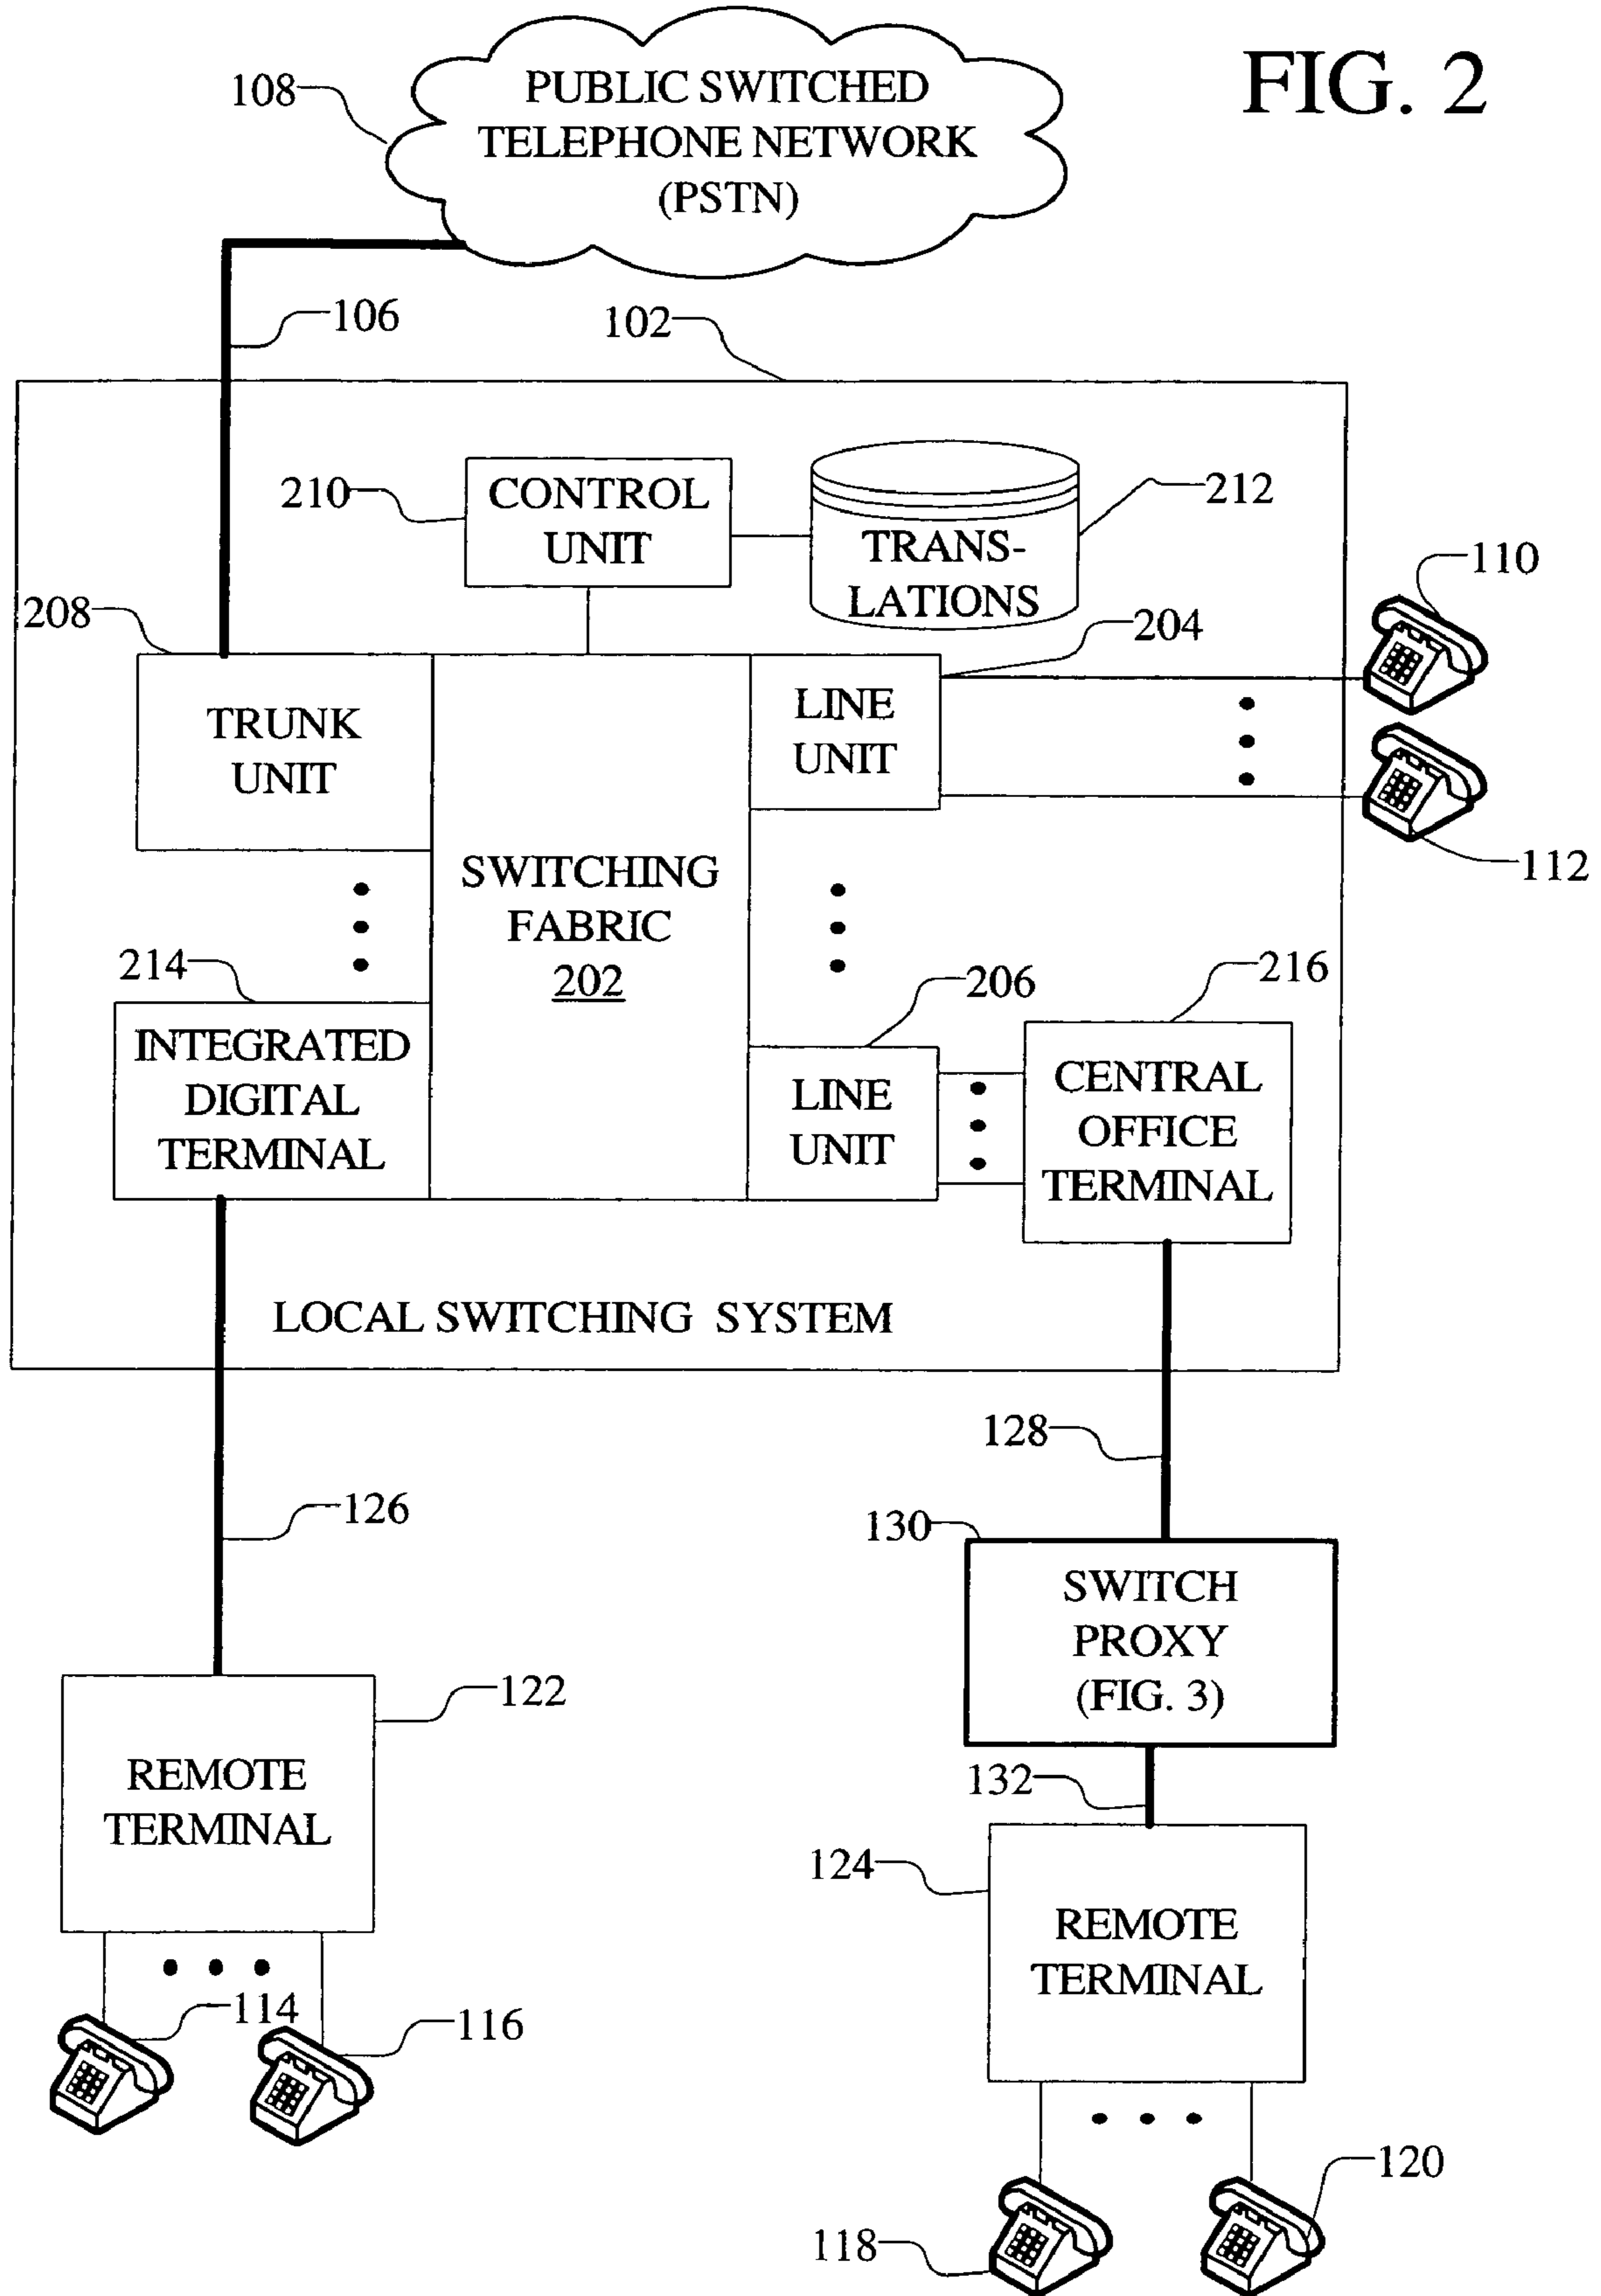 FIG. 2
108
PUBLIC SWITCHED
TELEPHONE NETWORK
(PSTN)
106
102
210
CONTROL
UNIT
TRANS-
LATIONS
212
110
208
204
TRUNK
UNIT
LINE
UNIT
112
SWITCHING
FABRIC
202
214
206
216
INTEGRATED
DIGITAL
TERMINAL
LINE
UNIT
CENTRAL
OFFICE
TERMINAL
LOCAL SWITCHING SYSTEM
128
126
130
SWITCH
PROXY
(FIG. 3)
122
REMOTE
TERMINAL
132
124
REMOTE
TERMINAL
114
116
120
118